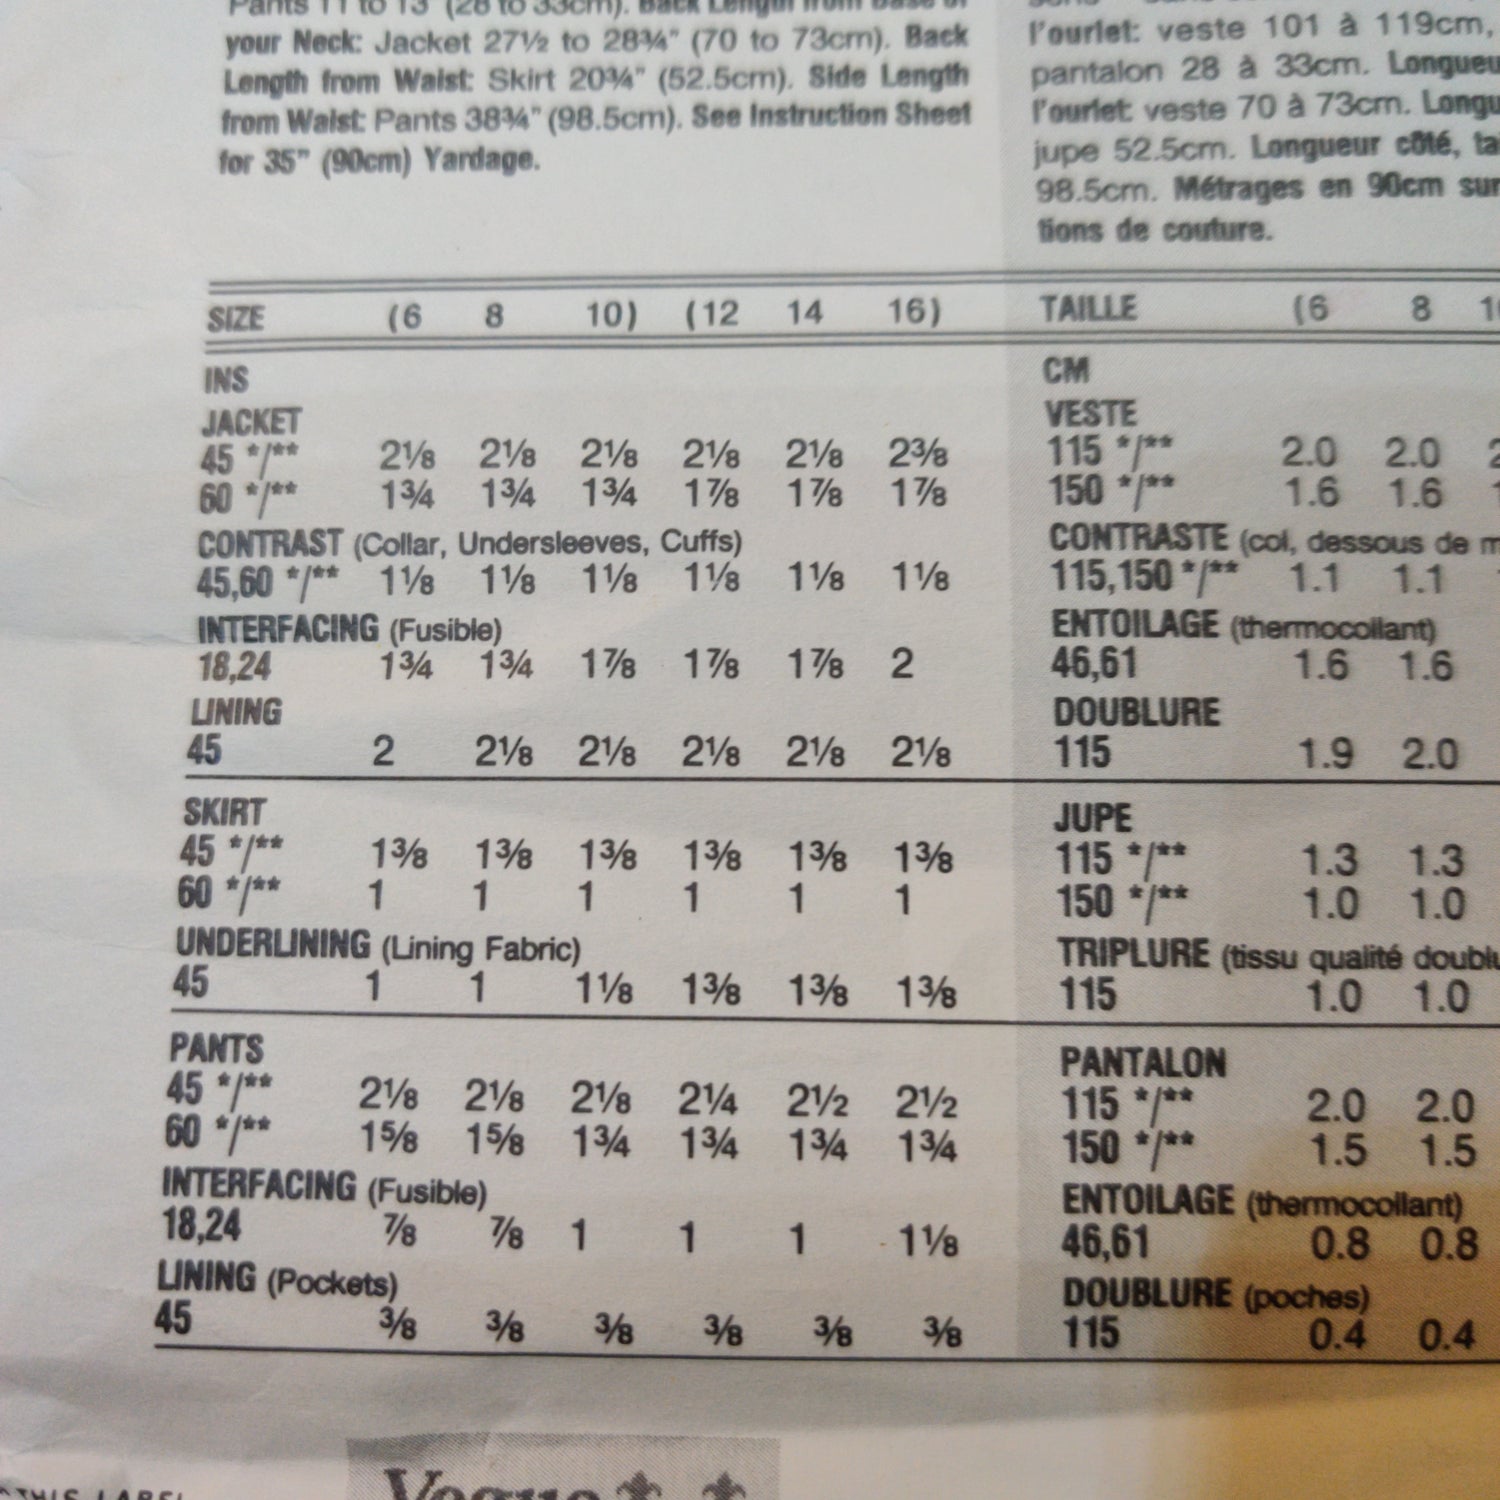 Pants 11 to 13" (28 to 33cm). Back Length from Base of
your Neck: Jacket 27½ to 28¾" (70 to 73cm). Back
Length from Waist: Skirt 20¾" (52.5cm). Side Length
from Waist: Pants 38¾" (98.5cm). See Instruction Sheet
for 35" (90cm) Yardage.
l'ourlet: veste 101 à 119cm,
pantalon 28 à 33cm.
l'ourlet: veste 70 à 73cm.
jupe 52.5cm. Longueur côté,
98.5cm. Métrages en 90cm sur
tions de couture.
SIZE (6 8 10) (12 14 16)
INS
JACKET
45 */** 2⅛ 2⅛ 2⅛ 2⅛ 2⅛ 2⅜
60 */** 1¾ 1¾ 1¾ 1⅞ 1⅞ 1⅞
CONTRAST (Collar, Undersleeves, Cuffs)
45,60 */** 1⅛ 1⅛ 1⅛ 1⅛ 1⅛ 1⅛
INTERFACING (Fusible)
18,24 1¾ 1¾ 1⅞ 1⅞ 1⅞ 2
LINING
45 2 2⅛ 2⅛ 2⅛ 2⅛ 2⅛
SKIRT
45 */** 1⅜ 1⅜ 1⅜ 1⅜ 1⅜ 1⅜
60 */** 1 1 1 1 1 1
UNDERLINING (Lining Fabric)
45 1 1 1⅛ 1⅜ 1⅜ 1⅜
PANTS
45 */** 2⅛ 2⅛ 2⅛ 2¼ 2½ 2½
60 */** 1⅝ 1⅝ 1¾ 1¾ 1¾ 1¾
INTERFACING (Fusible)
18,24 ⅞ ⅞ 1 1 1 1⅛
LINING (Pockets)
45 ⅜ ⅜ ⅜ ⅜ ⅜ ⅜
TAILLE (6 8
CM
VESTE
115 */** 2.0 2.0
150 */** 1.6 1.6
CONTRASTE (col, dessous de
115,150 */** 1.1 1.1
ENTOILAGE (thermocollant)
46,61 1.6 1.6
DOUBLURE
115 1.9 2.0
JUPE
115 */** 1.3 1.3
150 */** 1.0 1.0
TRIPLURE (tissu qualité
115 1.0 1.0
PANTALON
115 */** 2.0 2.0
150 */** 1.5 1.5
ENTOILAGE (thermocollant)
46,61 0.8 0.8
DOUBLURE (poches)
115 0.4 0.4
THIS LABEL
Vogue